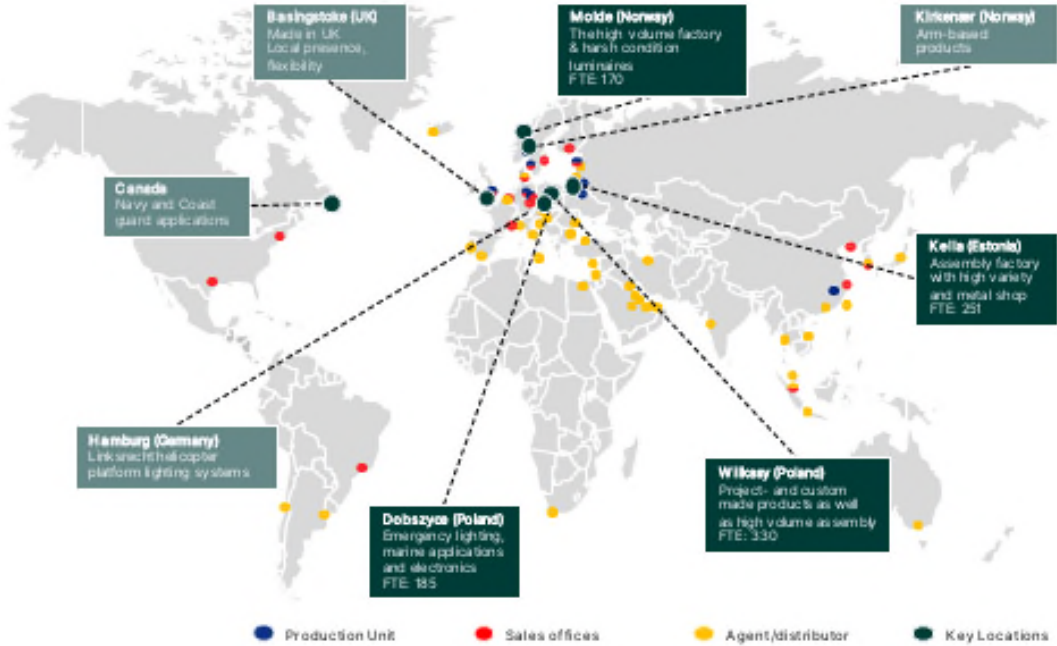 Basingstoke (UK)
Made in UK
Local presence,
flexibility
Molde (Norway)
The high volume factory
& harsh condition
luminaires
FTE: 170
Kirkenær (Norway)
Arm-based
products
Canada
Navy and Coast
guard applications
Keila (Estonia)
Assembly factory
with high variety
and metal shop
FTE: 251
Hamburg (Germany)
Linksrechthelicopter
platform lighting systems
Dobszyce (Poland)
Emergency lighting,
marine applications
and electronics
FTE: 185
Wilkasy (Poland)
Project- and custom
made products as well
as high volume assembly
FTE: 330
Production Unit
Sales offices
Agent/distributor
Key Locations